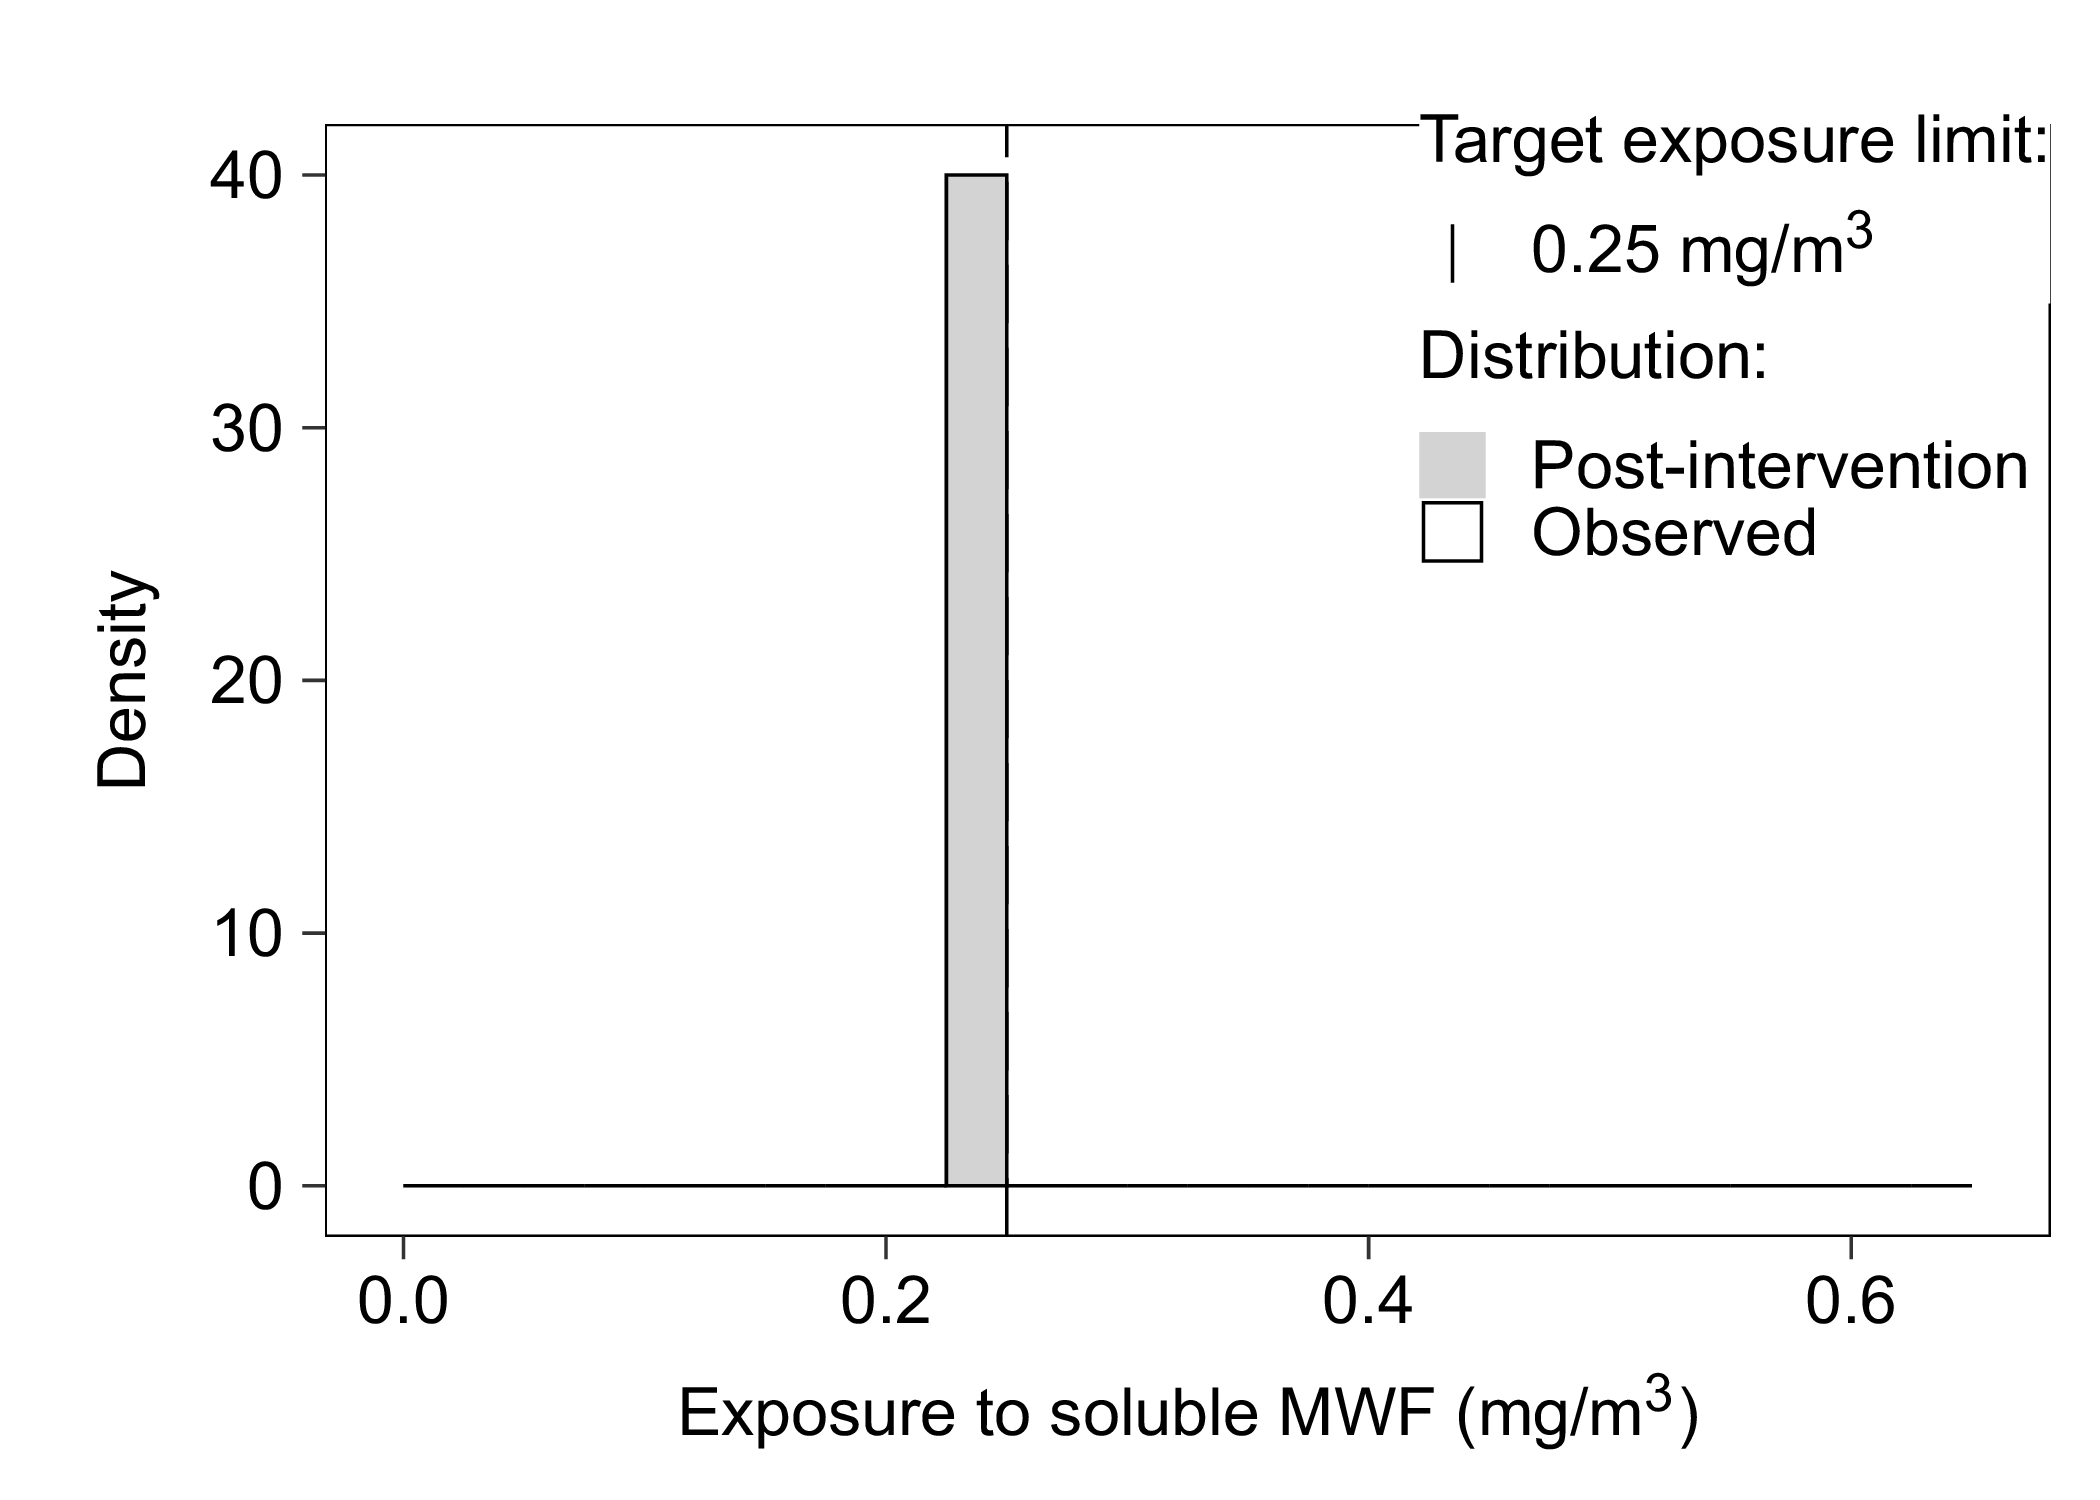 Target exposure limit:
0.25 mg/m³
Distribution:
Post-intervention
Observed
Density
40
30
20
10
0
0.0 0.2 0.4 0.6
Exposure to soluble MWF (mg/m³)